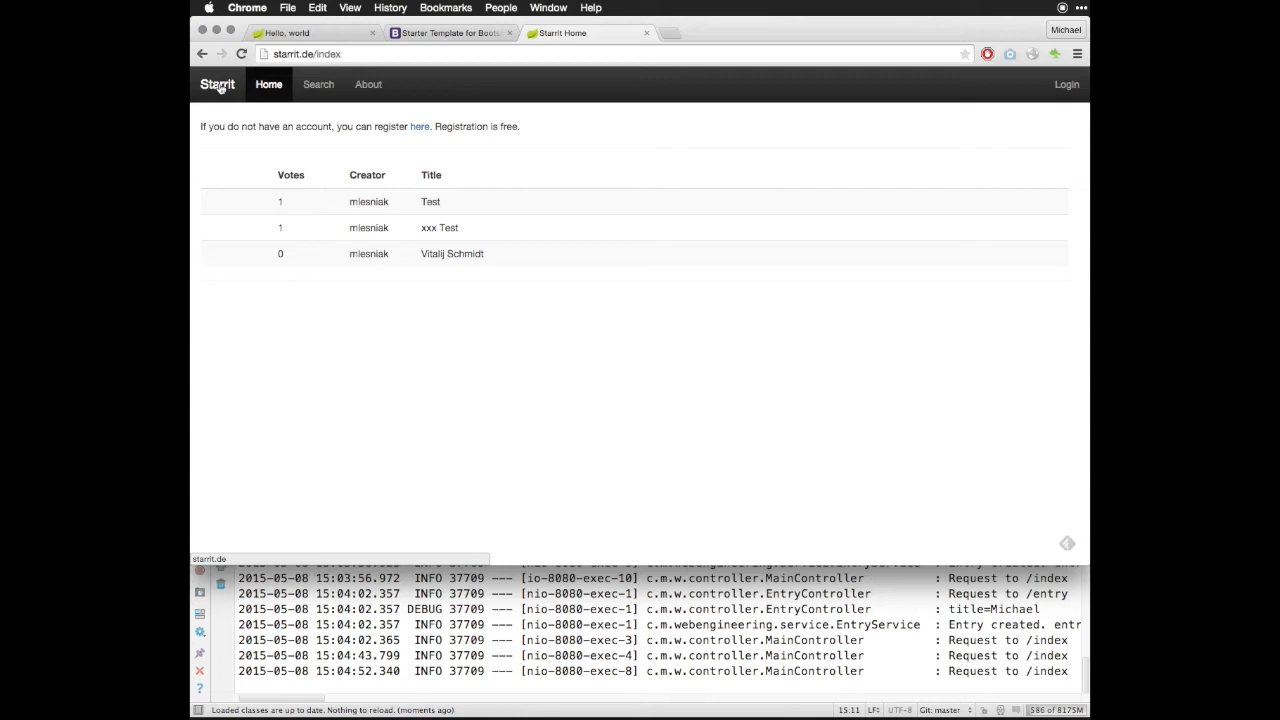 Chrome File Edit View History Bookmarks People Window Help
Hello, world Starter Template for Boots Starrit Home Michael
starrit.de/index
Starrit Home Search About Login
If you do not have an account, you can register here. Registration is free.
Votes Creator Title
1 mlesniak Test
1 mlesniak xxx Test
0 mlesniak Vitalij Schmidt
starrit.de
2015-05-08 15:03:56.972 INFO 37709 --- [io-8080-exec-10] c.m.w.controller.MainController : Request to /index
2015-05-08 15:04:02.357 INFO 37709 --- [nio-8080-exec-1] c.m.w.controller.EntryController : Request to /entry
2015-05-08 15:04:02.357 DEBUG 37709 --- [nio-8080-exec-1] c.m.w.controller.EntryController : title=Michael
2015-05-08 15:04:02.357 INFO 37709 --- [nio-8080-exec-1] c.m.webengineering.service.EntryService : Entry created. entr
2015-05-08 15:04:02.365 INFO 37709 --- [nio-8080-exec-3] c.m.w.controller.MainController : Request to /index
2015-05-08 15:04:43.799 INFO 37709 --- [nio-8080-exec-4] c.m.w.controller.MainController : Request to /index
2015-05-08 15:04:52.340 INFO 37709 --- [nio-8080-exec-8] c.m.w.controller.MainController : Request to /index
Loaded classes are up to date. Nothing to reload. (moments ago) 15:11 LF÷ UTF-8 Git: master 586 of 8175M